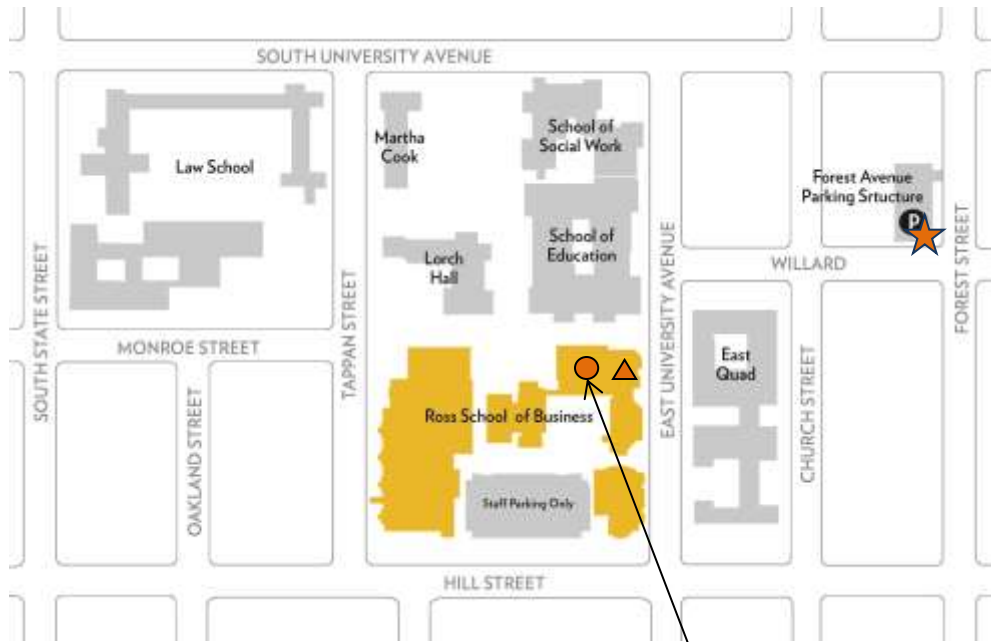 SOUTH UNIVERSITY AVENUE
Martha
Cook
School of
Social Work
Law School
Forest Avenue
Parking Srtucture
P
School of
Education
Lorch
Hall
WILLARD
SOUTH STATE STREET
TAPPAN STREET
EAST UNIVERSITY AVENUE
FOREST STREET
MONROE STREET
East
Quad
OAKLAND STREET
CHURCH STREET
Ross School of Business
Staff Parking Only
HILL STREET